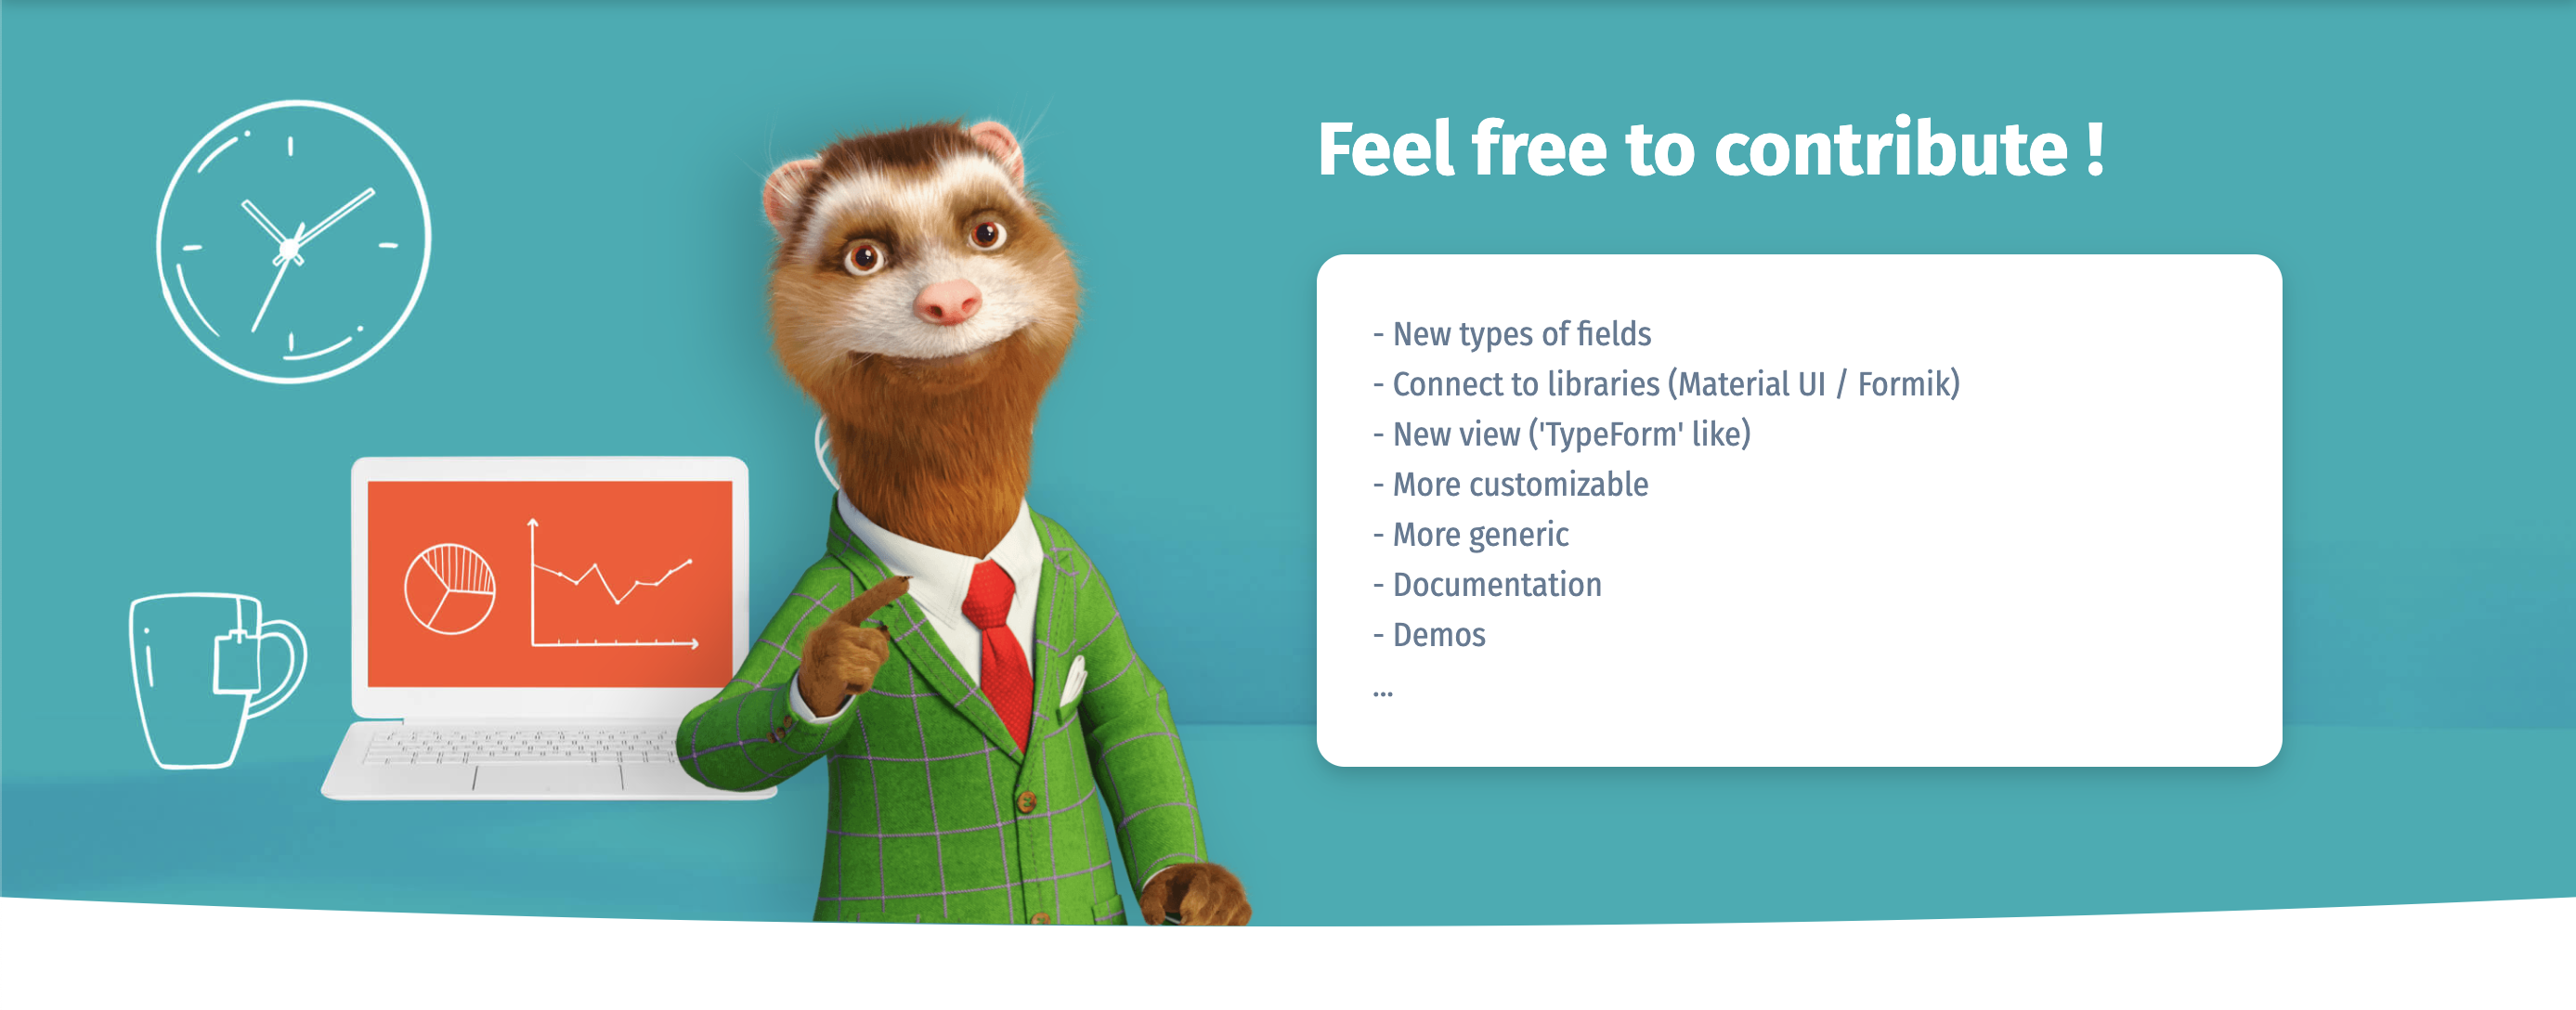 Feel free to contribute !
- New types of fields
- Connect to libraries (Material UI / Formik)
- New view ('TypeForm' like)
- More customizable
- More generic
- Documentation
- Demos
...